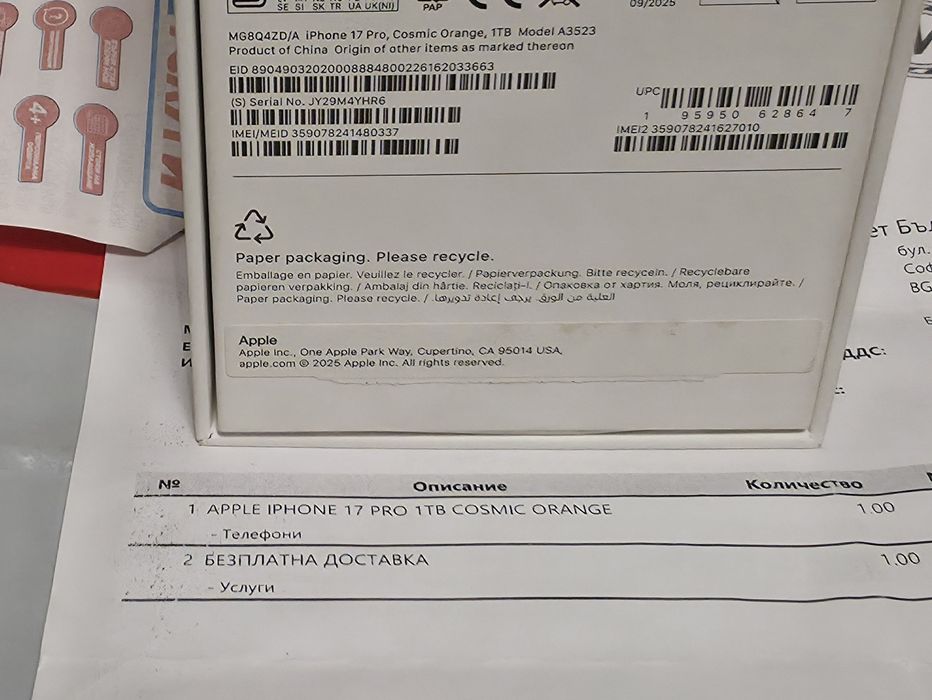 SE SI SK TR UA UK(NI)
PAP
09/2025
MG8Q4ZD/A iPhone 17 Pro, Cosmic Orange, 1TB Model A3523
Product of China Origin of other items as marked thereon
EID 89049032020008884800226162033663
(S) Serial No. JY29M4YHR6
IMEI/MEID 359078241480337
UPC
1 95950 62864 7
IMEI2 359078241627010
Paper packaging. Please recycle.
Emballage en papier. Veuillez le recycler. / Papierverpackung. Bitte recyceln. / Recyclebare
papieren verpakking. / Ambalaj din hârtie. Reciclați-l. / Опаковка от хартия. Моля, рециклирайте. /
Paper packaging. Please recycle. / العلبة من الورق. يرجى إعادة تدويرها.
Apple
Apple Inc., One Apple Park Way, Cupertino, CA 95014 USA,
apple.com © 2025 Apple Inc. All rights reserved.
4+
бул.
BG
ДДС:
№ Описание Количество
1 APPLE IPHONE 17 PRO 1TB COSMIC ORANGE 1.00
- Телефони
2 БЕЗПЛАТНА ДОСТАВКА 1.00
- Услуги